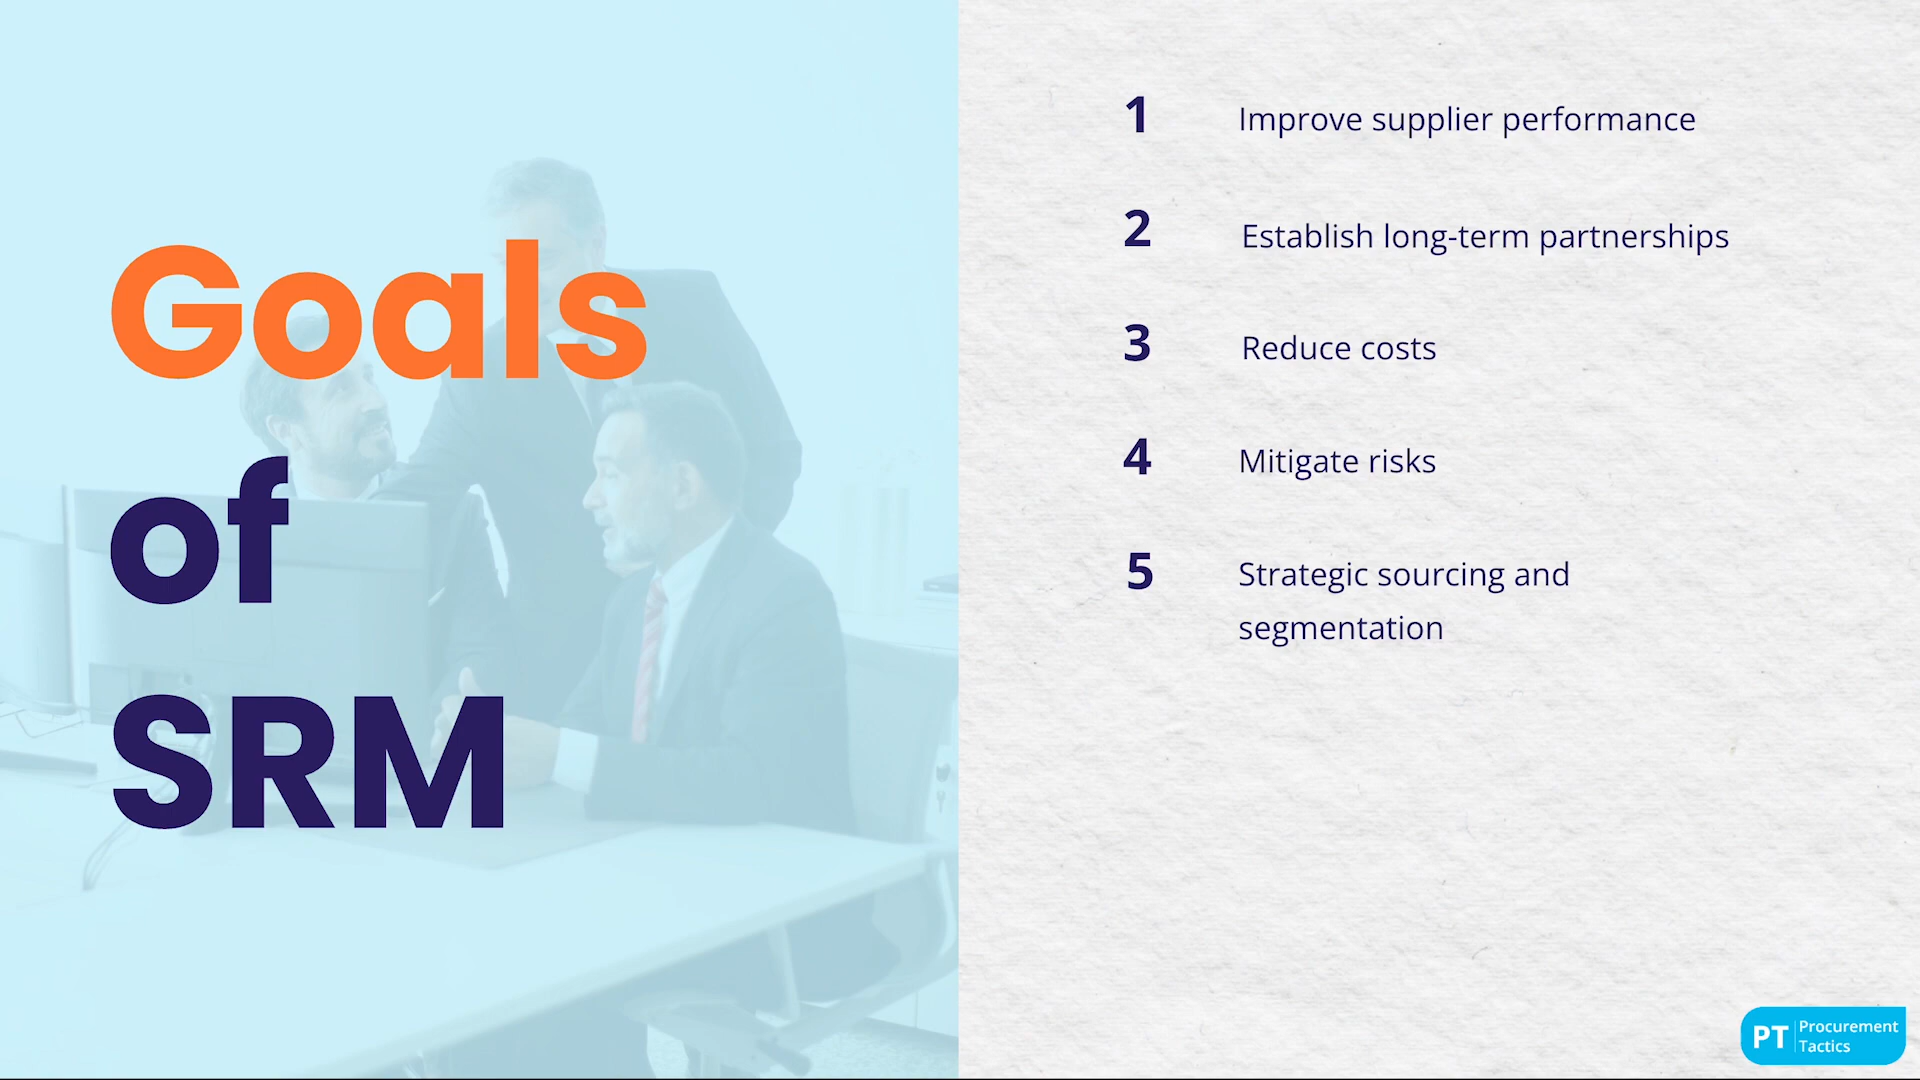 Goals
of
SRM
1 Improve supplier performance
2 Establish long-term partnerships
3 Reduce costs
4 Mitigate risks
5 Strategic sourcing and
segmentation
PT Procurement
Tactics